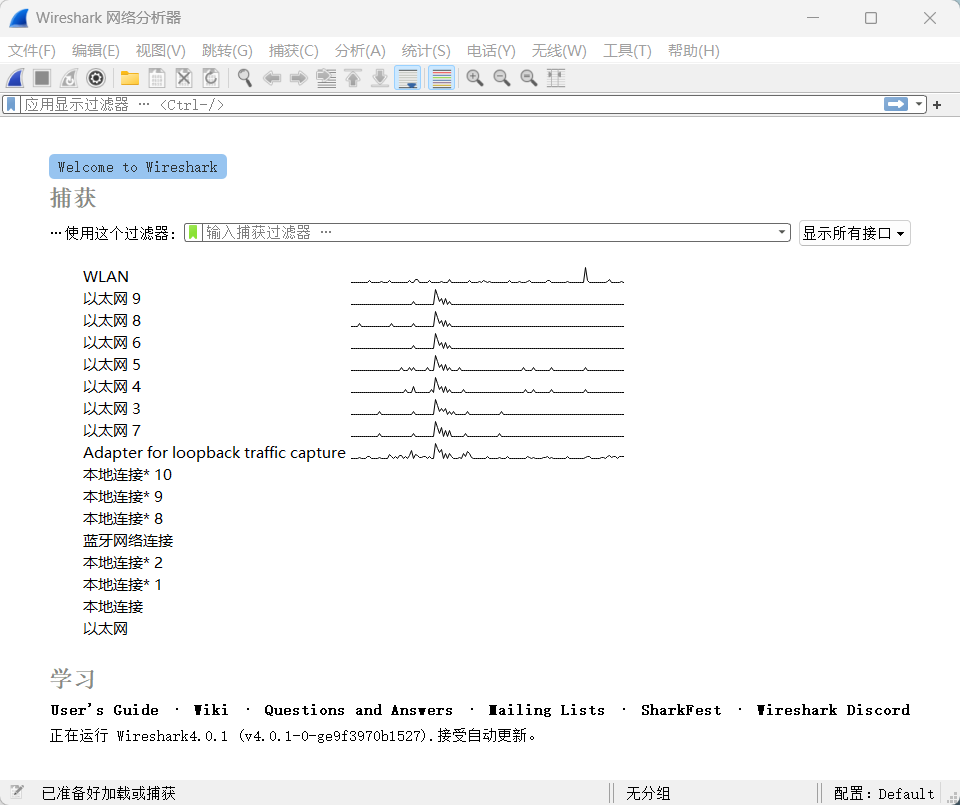 Wireshark 网络分析器
文件(F) 编辑(E) 视图(V) 跳转(G) 捕获(C) 分析(A) 统计(S) 电话(Y) 无线(W) 工具(T) 帮助(H)
应用显示过滤器 … <Ctrl-/>
Welcome to Wireshark
捕获
…使用这个过滤器: 输入捕获过滤器 … 显示所有接口
WLAN
以太网 9
以太网 8
以太网 6
以太网 5
以太网 4
以太网 3
以太网 7
Adapter for loopback traffic capture
本地连接* 10
本地连接* 9
本地连接* 8
蓝牙网络连接
本地连接* 2
本地连接* 1
本地连接
以太网
学习
User's Guide · Wiki · Questions and Answers · Mailing Lists · SharkFest · Wireshark Discord
正在运行 Wireshark4.0.1 (v4.0.1-0-ge9f3970b1527).接受自动更新。
已准备好加载或捕获 无分组 配置:Default